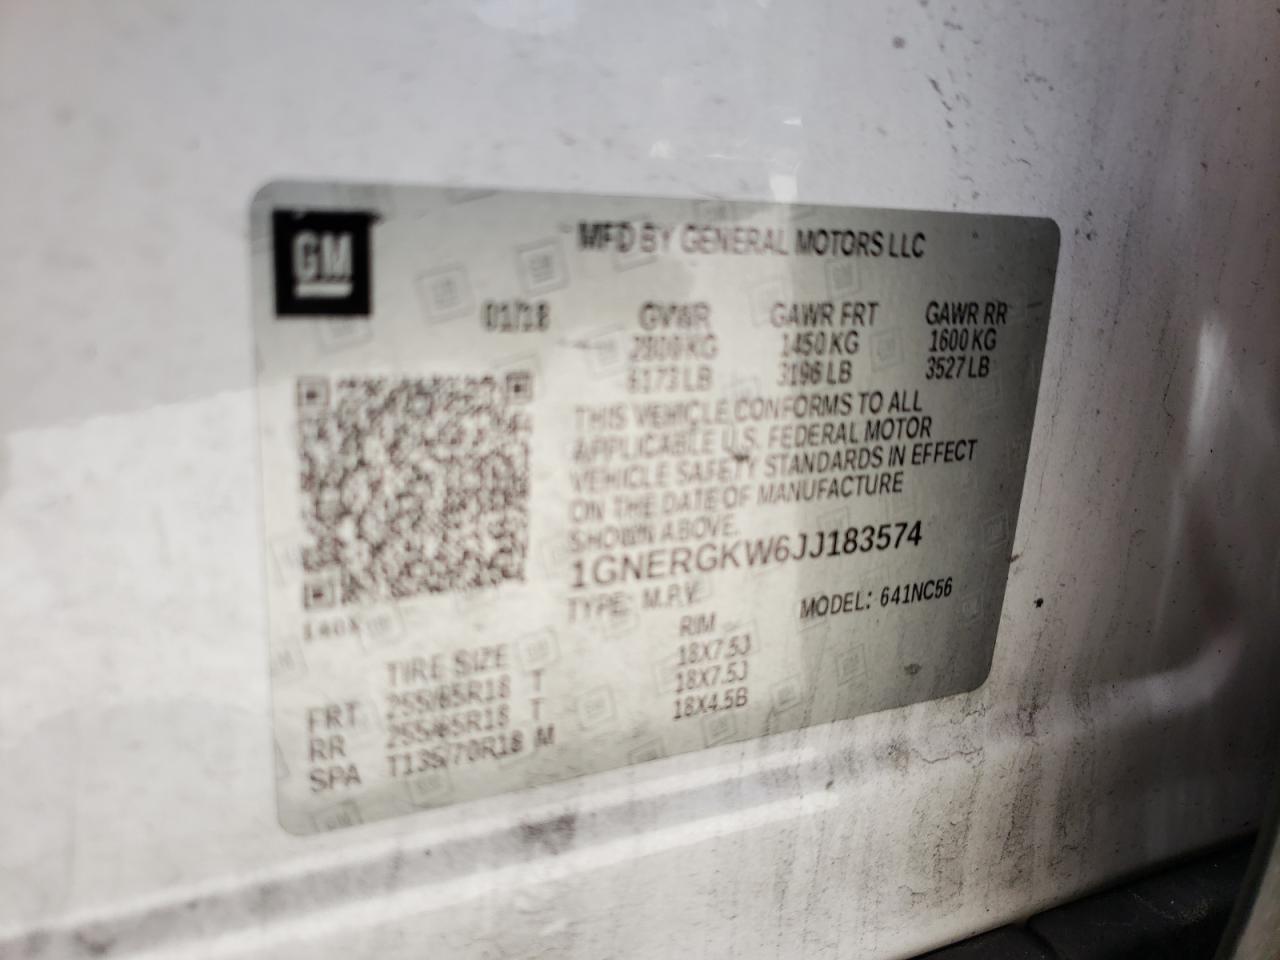 GM
MFD BY GENERAL MOTORS LLC
01/18 GVWR GAWR FRT GAWR RR
2800 KG 1450 KG 1600 KG
6173 LB 3196 LB 3527 LB
THIS VEHICLE CONFORMS TO ALL
APPLICABLE U.S. FEDERAL MOTOR
VEHICLE SAFETY STANDARDS IN EFFECT
ON THE DATE OF MANUFACTURE
SHOWN ABOVE.
1GNERGKW6JJ183574
TYPE: M.P.V. MODEL: 641NC56
TIRE SIZE RIM
FRT 255/65R18 T 18X7.5J
RR 255/65R18 T 18X7.5J
SPA T135/70R18 M 18X4.5B